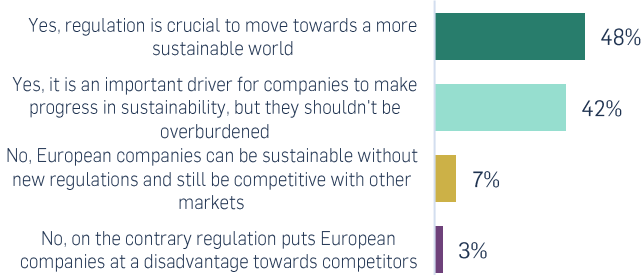 Yes, regulation is crucial to move towards a more
sustainable world
48%
Yes, it is an important driver for companies to make
progress in sustainability, but they shouldn't be
overburdened
42%
No, European companies can be sustainable without
new regulations and still be competitive with other
markets
7%
No, on the contrary regulation puts European
companies at a disadvantage towards competitors
3%